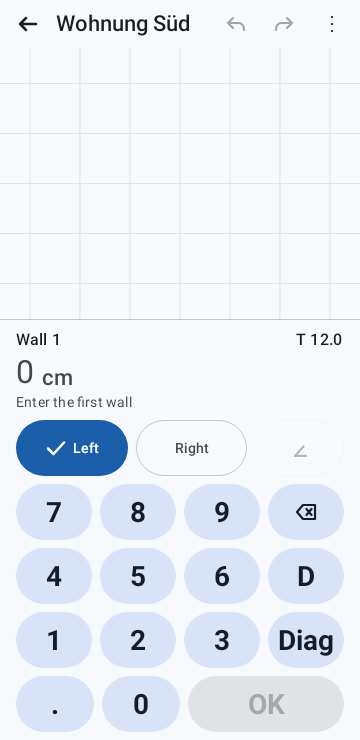 Wohnung Süd
Wall 1
T 12.0
0 cm
Enter the first wall
Left
Right
7
8
9
4
5
6
D
1
2
3
Diag
.
0
OK